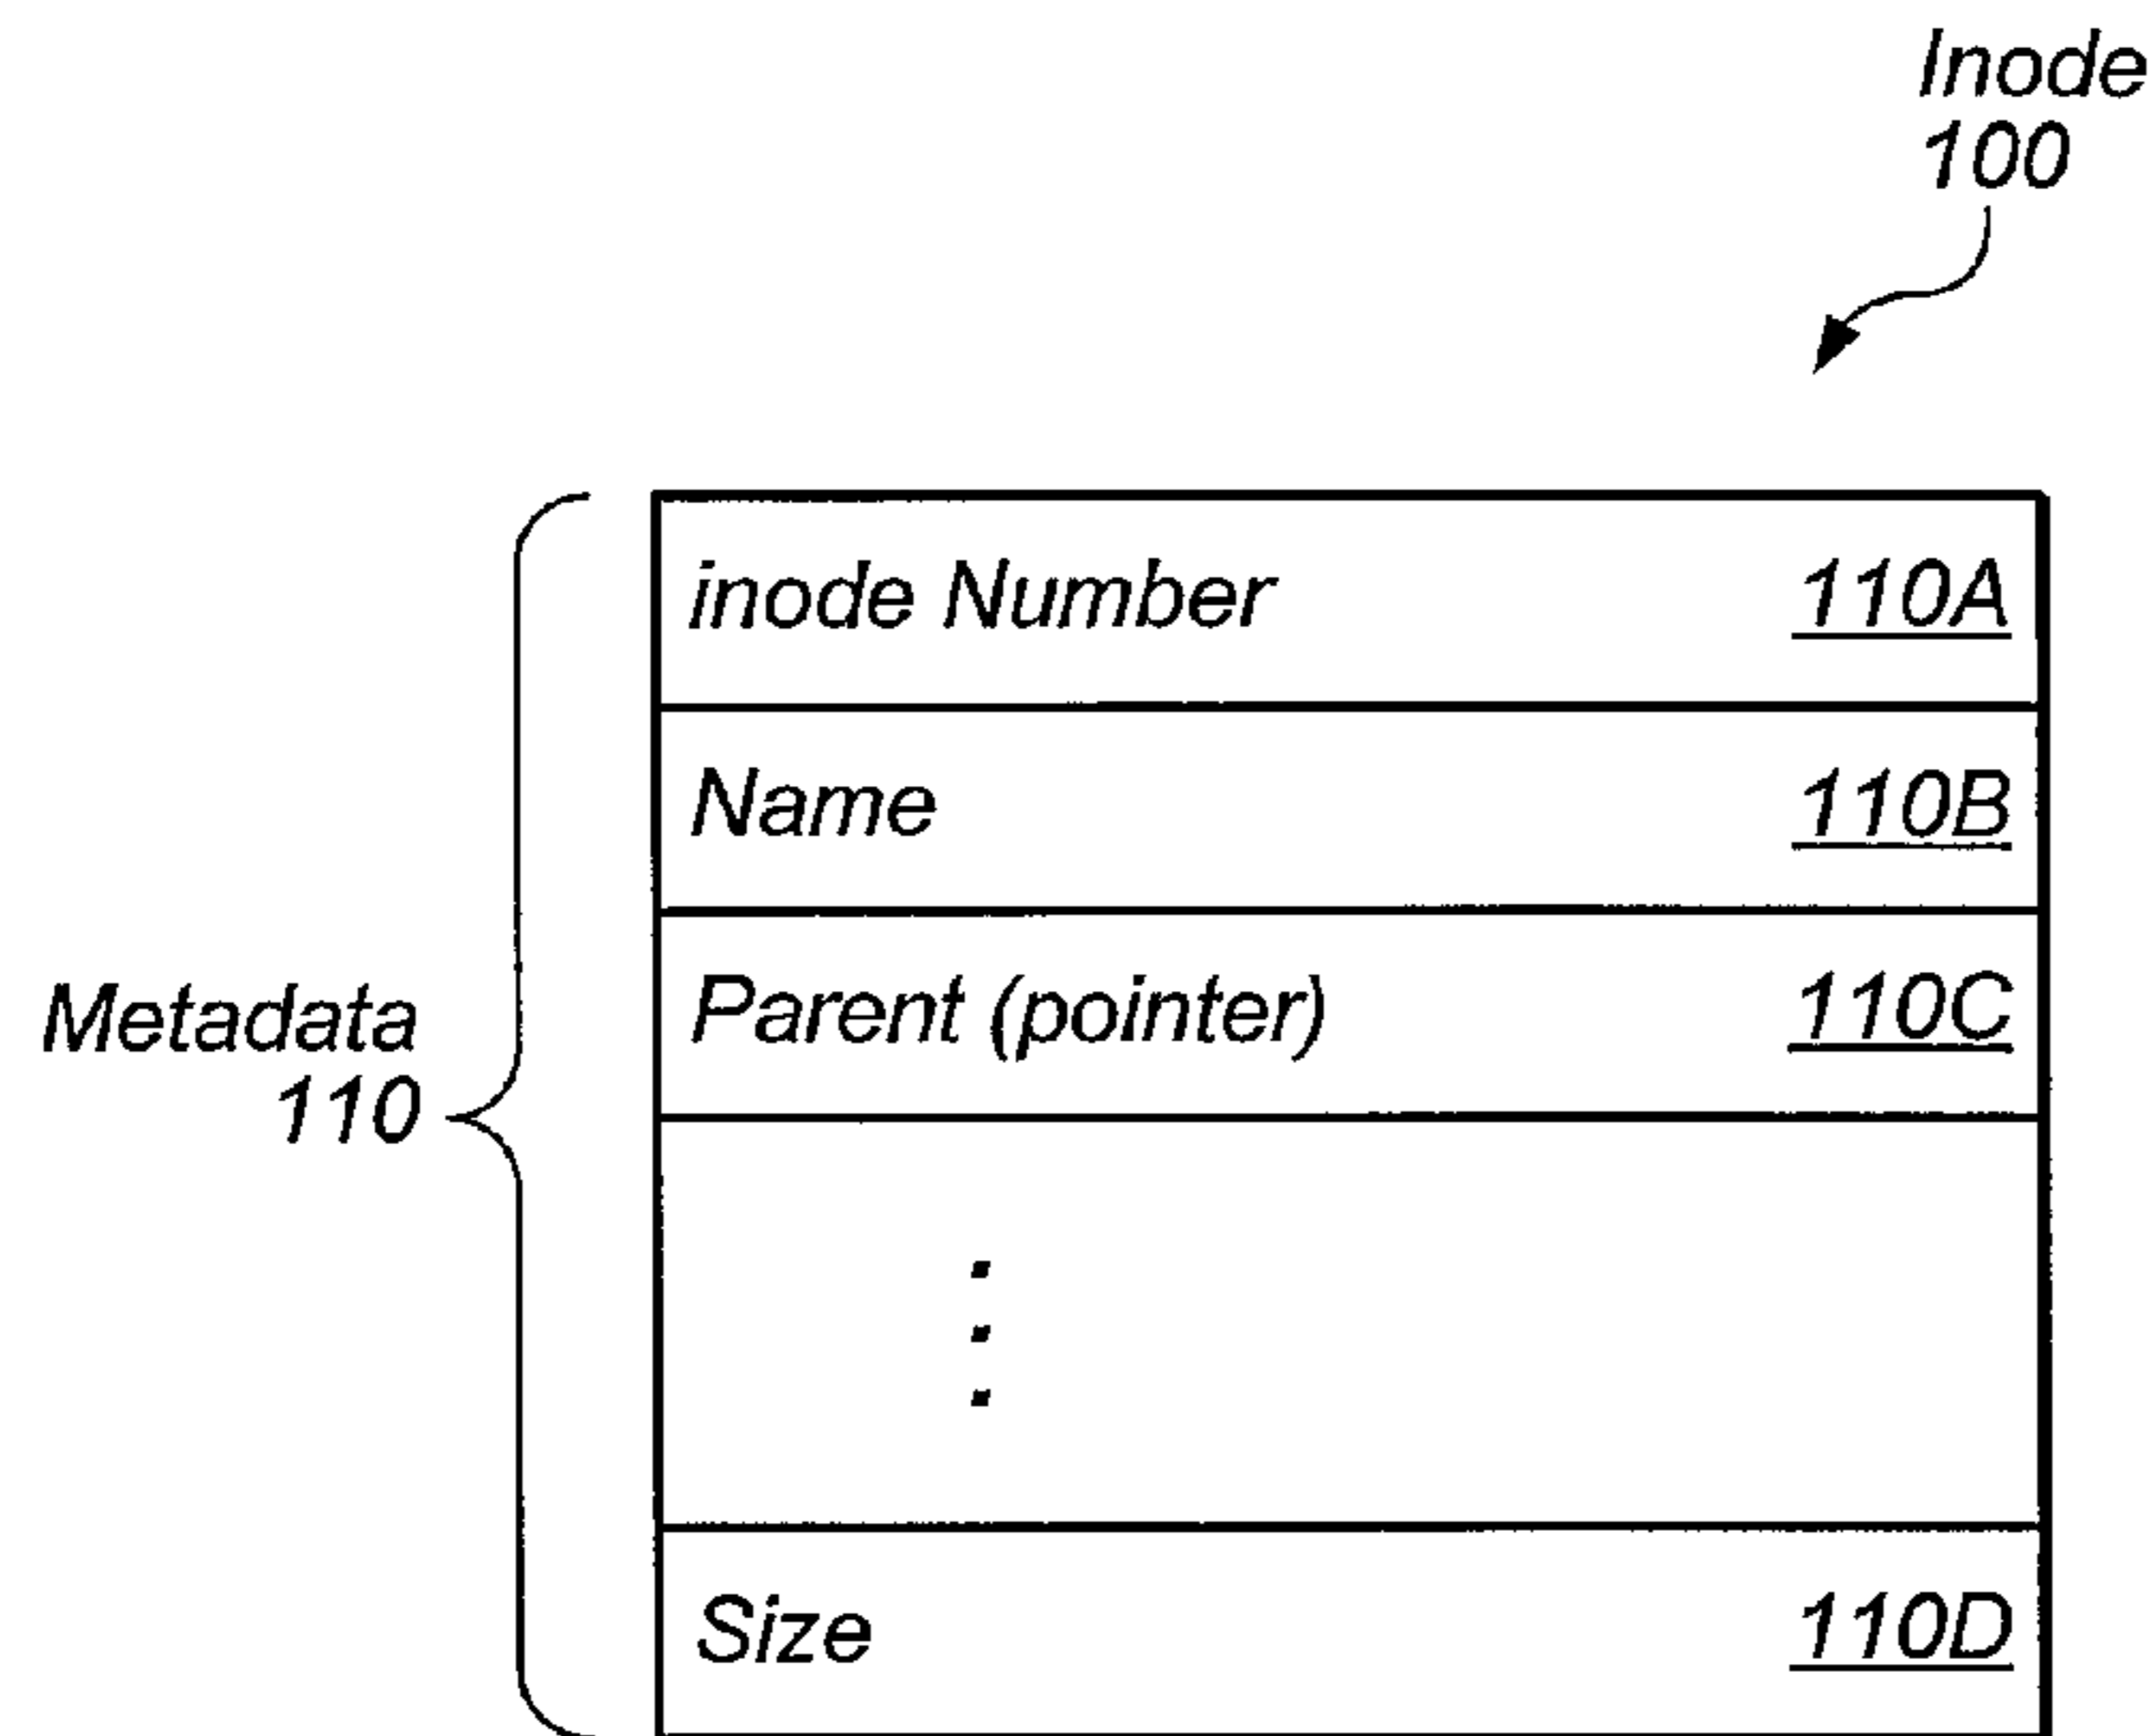 Inode
100
inode Number 110A
Name 110B
Metadata
110
Parent (pointer) 110C
Size 110D